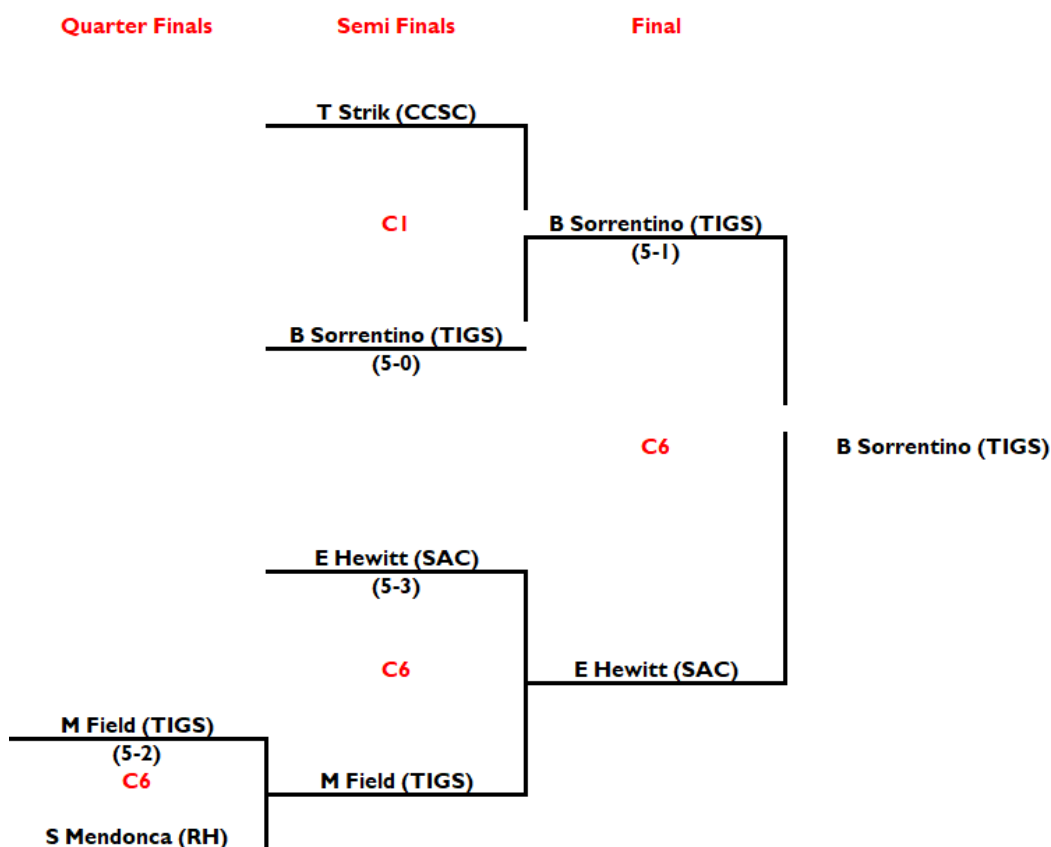 Quarter Finals
Semi Finals
Final
T Strik (CCSC)
C1
B Sorrentino (TIGS)
(5-1)
B Sorrentino (TIGS)
(5-0)
C6
B Sorrentino (TIGS)
E Hewitt (SAC)
(5-3)
C6
E Hewitt (SAC)
M Field (TIGS)
(5-2)
C6
M Field (TIGS)
S Mendonca (RH)